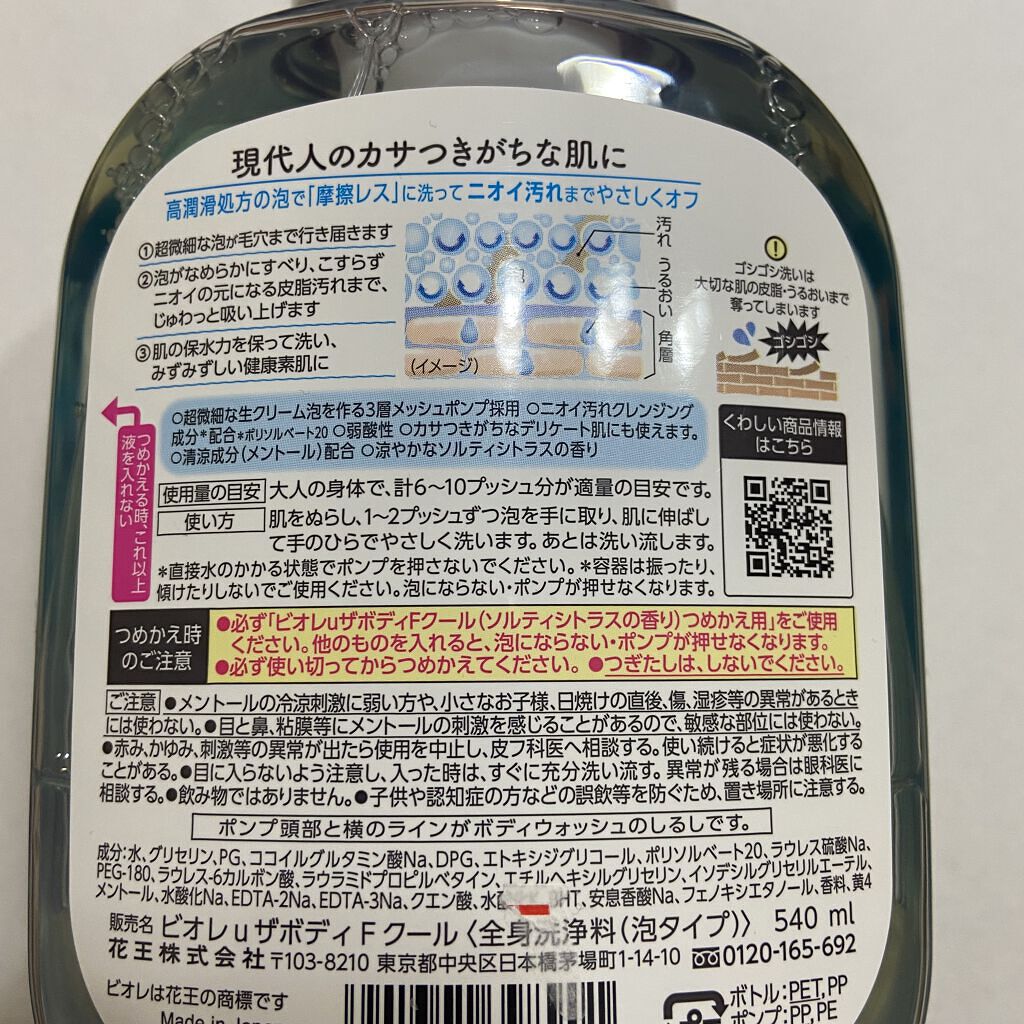 現代人のカサつきがちな肌に
高潤滑処方の泡で「摩擦レス」に洗ってニオイ汚れまでやさしくオフ
①超微細な泡が毛穴まで行き届きます
②泡がなめらかにすべり、こすらず
ニオイの元になる皮脂汚れまで、
じゅわっと吸い上げます
③肌の保水力を保って洗い、
みずみずしい健康素肌に
泡
汚れ
うるおい
角層
(イメージ)
!
ゴシゴシ洗いは
大切な肌の皮脂・うるおいまで
奪ってしまいます
ゴシゴシ
○超微細な生クリーム泡を作る3層メッシュポンプ採用 ○ニオイ汚れクレンジング
成分*配合*ポリソルベート20 ○弱酸性 ○カサつきがちなデリケート肌にも使えます。
○清涼成分(メントール)配合 ○涼やかなソルティシトラスの香り
くわしい商品情報
はこちら
つめかえる時、これ以上
液を入れない
使用量の目安 大人の身体で、計6〜10プッシュ分が適量の目安です。
使い方 肌をぬらし、1〜2プッシュずつ泡を手に取り、肌に伸ばし
て手のひらでやさしく洗います。あとは洗い流します。
*直接水のかかる状態でポンプを押さないでください。*容器は振ったり、
傾けたりしないでご使用ください。泡にならない・ポンプが押せなくなります。
つめかえ時
のご注意
●必ず「ビオレuザボディFクール(ソルティシトラスの香り)つめかえ用」をご使用
ください。他のものを入れると、泡にならない・ポンプが押せなくなります。
●必ず使い切ってからつめかえてください。 ●つぎたしは、しないでください。
ご注意 ●メントールの冷涼刺激に弱い方や、小さなお子様、日焼けの直後、傷、湿疹等の異常があるとき
には使わない。●目と鼻、粘膜等にメントールの刺激を感じることがあるので、敏感な部位には使わない。
●赤み、かゆみ、刺激等の異常が出たら使用を中止し、皮フ科医へ相談する。使い続けると症状が悪化する
ことがある。●目に入らないよう注意し、入った時は、すぐに充分洗い流す。異常が残る場合は眼科医に
相談する。●飲み物ではありません。●子供や認知症の方などの誤飲等を防ぐため、置き場所に注意する。
ポンプ頭部と横のラインがボディウォッシュのしるしです。
成分:水、グリセリン、PG、ココイルグルタミン酸Na、DPG、エトキシジグリコール、ポリソルベート20、ラウレス硫酸Na、
PEG-180、ラウレス-6カルボン酸、ラウラミドプロピルベタイン、エチルヘキシルグリセリン、イソデシルグリセリルエーテル、
メントール、水酸化Na、EDTA-2Na、EDTA-3Na、クエン酸、水 BHT、安息香酸Na、フェノキシエタノール、香料、黄4
販売名 ビオレuザボディFクール〈全身洗浄料(泡タイプ)〉 540 ml
花王株式会社 〒103-8210 東京都中央区日本橋茅場町1-14-10 0120-165-692
ビオレは花王の商標です
Made in Japan
ボトル:PET,PP
ポンプ:PP,PE